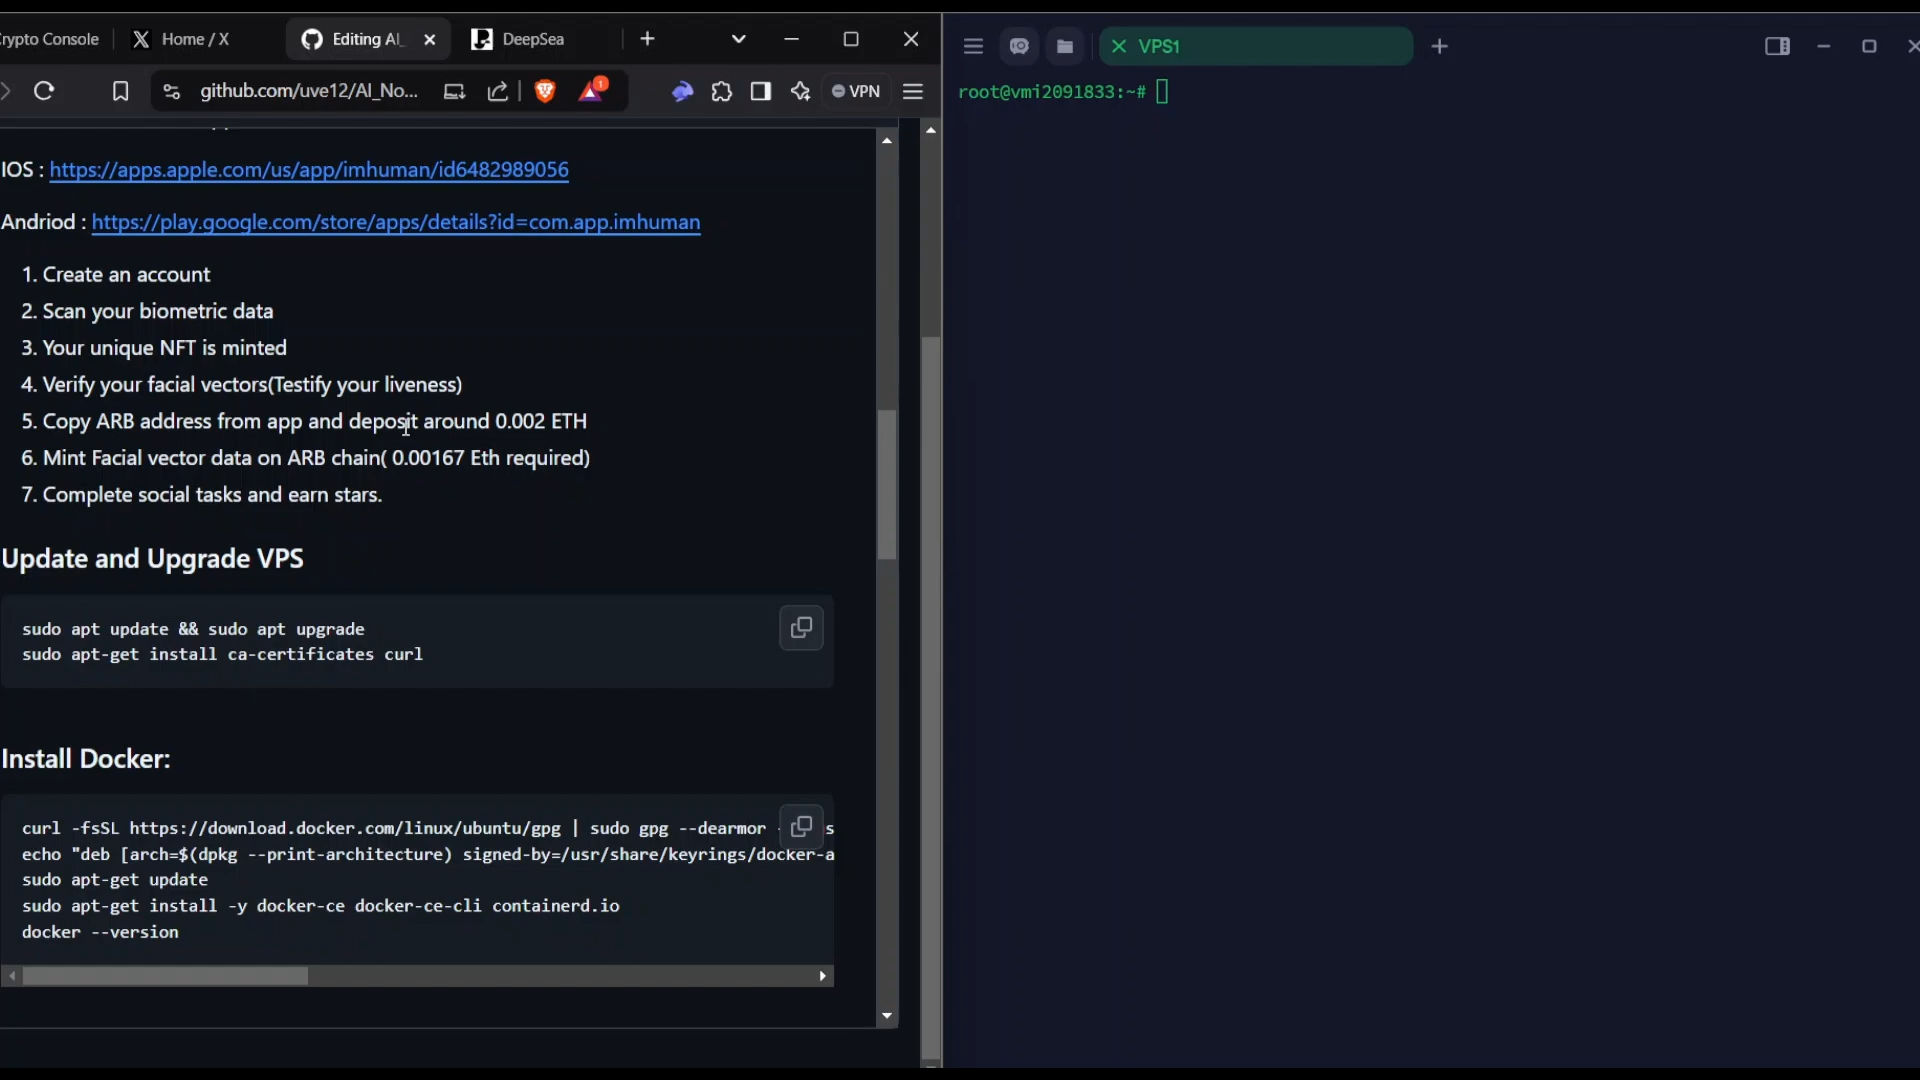 rypto Console
Home / X
Editing AI_
DeepSea
github.com/uve12/AI_No...
1
VPN
VPS1
root@vmi2091833:~#
IOS : https://apps.apple.com/us/app/imhuman/id6482989056
Andriod : https://play.google.com/store/apps/details?id=com.app.imhuman
1. Create an account
2. Scan your biometric data
3. Your unique NFT is minted
4. Verify your facial vectors(Testify your liveness)
5. Copy ARB address from app and deposit around 0.002 ETH
6. Mint Facial vector data on ARB chain( 0.00167 Eth required)
7. Complete social tasks and earn stars.
Update and Upgrade VPS
sudo apt update && sudo apt upgrade
sudo apt-get install ca-certificates curl
Install Docker:
curl -fsSL https://download.docker.com/linux/ubuntu/gpg | sudo gpg --dearmor - s
echo "deb [arch=$(dpkg --print-architecture) signed-by=/usr/share/keyrings/docker-a
sudo apt-get update
sudo apt-get install -y docker-ce docker-ce-cli containerd.io
docker --version